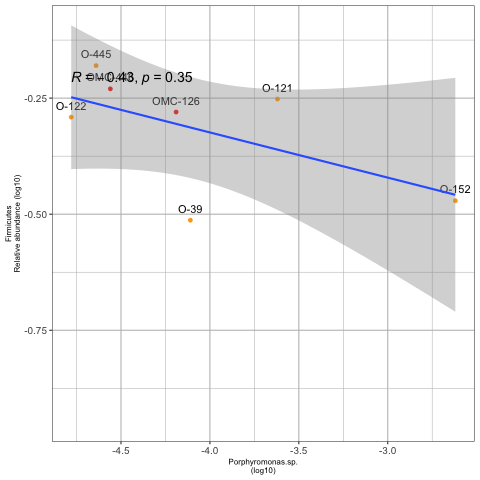 O-445
R = −0.43, p = 0.35
O-121
OMC-126
O-122
O-152
O-39
-0.25
-0.50
-0.75
Firmicutes
Relative abundance (log10)
-4.5 -4.0 -3.5 -3.0
Porphyromonas.sp.
(log10)